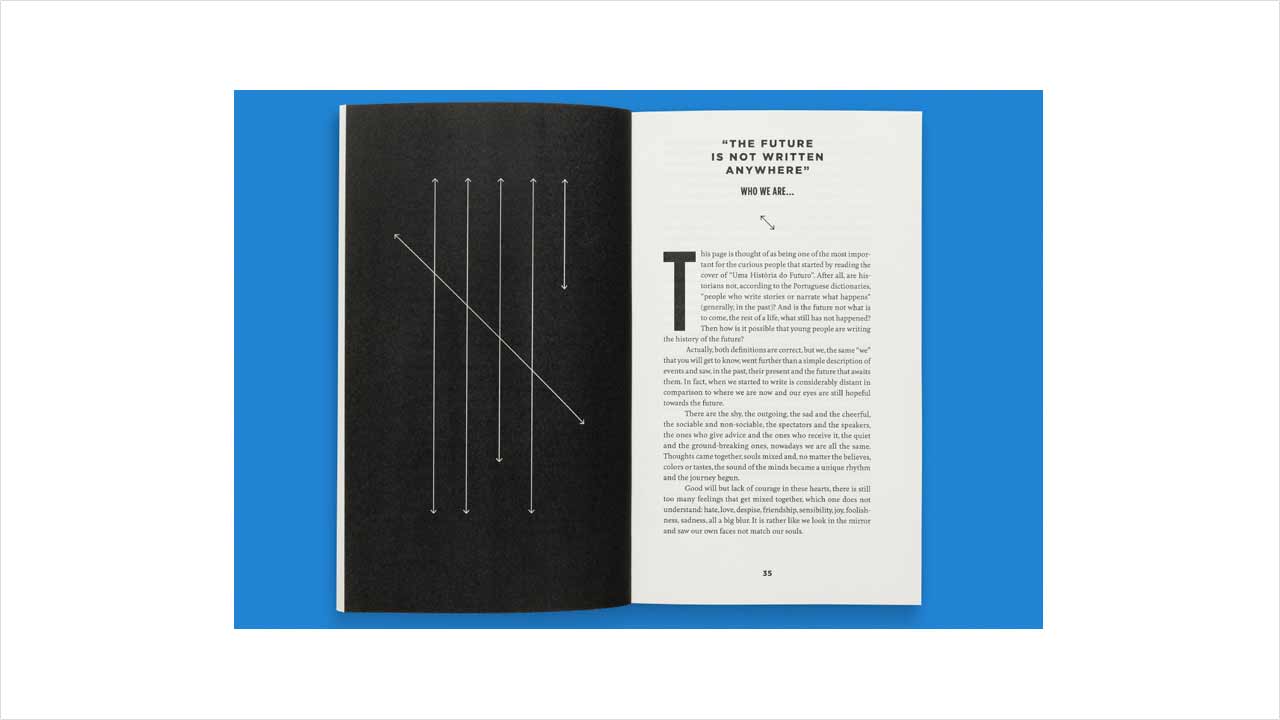 “THE FUTURE
IS NOT WRITTEN
ANYWHERE”
WHO WE ARE...
This page is thought of as being one of the most impor-
tant for the curious people that started by reading the
cover of “Uma História do Futuro”. After all, are his-
torians not, according to the Portuguese dictionaries,
“people who write stories or narrate what happens”
(generally, in the past)? And is the future not what is
to come, the rest of a life, what still has not happened?
Then how is it possible that young people are writing
the history of the future?
Actually, both definitions are correct, but we, the same “we”
that you will get to know, went further than a simple description of
events and saw, in the past, their present and the future that awaits
them. In fact, when we started to write is considerably distant in
comparison to where we are now and our eyes are still hopeful
towards the future.
There are the shy, the outgoing, the sad and the cheerful,
the sociable and non-sociable, the spectators and the speakers,
the ones who give advice and the ones who receive it, the quiet
and the ground-breaking ones, nowadays we are all the same.
Thoughts came together, souls mixed and, no matter the believes,
colors or tastes, the sound of the minds became a unique rhythm
and the journey begun.
Good will but lack of courage in these hearts, there is still
too many feelings that get mixed together, which one does not
understand: hate, love, despise, friendship, sensibility, joy, foolish-
ness, sadness, all a big blur. It is rather like we look in the mirror
and saw our own faces not match our souls.
35